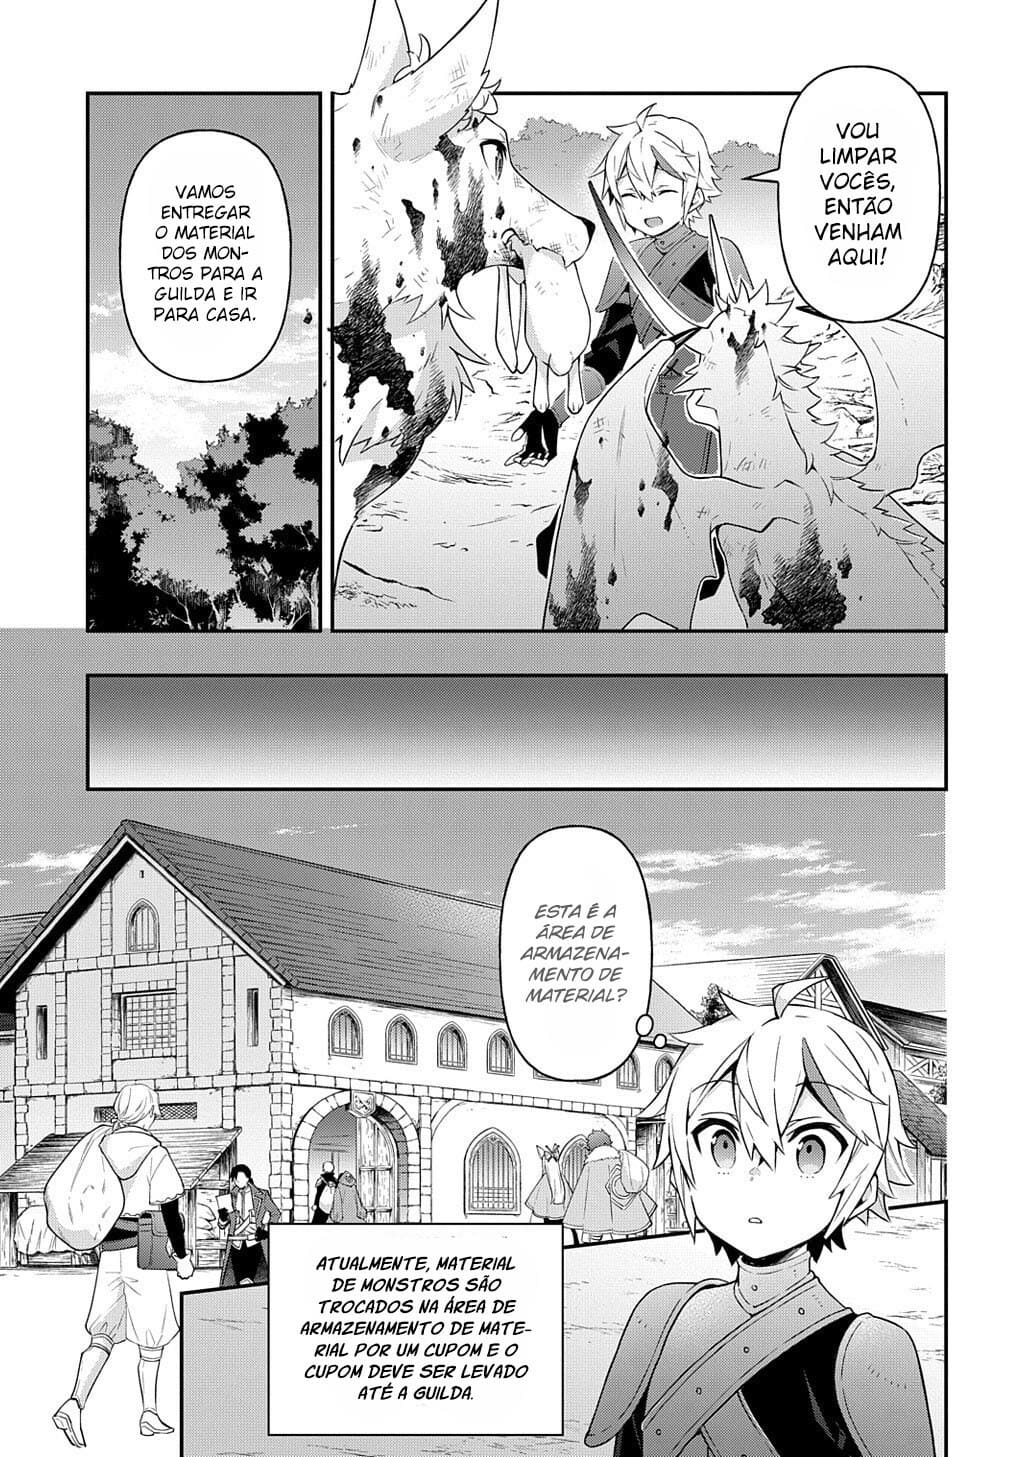 VOU
LIMPAR
VOCÊS,
ENTÃO
VENHAM
AQUI!
VAMOS
ENTREGAR
O MATERIAL
DOS MON-
TROS PARA A
GUILDA E IR
PARA CASA.
ESTA É A
ÁREA DE
ARMAZENA-
MENTO DE
MATERIAL?
ATUALMENTE, MATERIAL
DE MONSTROS SÃO
TROCADOS NA ÁREA DE
ARMAZENAMENTO DE MATE-
RIAL POR UM CUPOM E O
CUPOM DEVE SER LEVADO
ATÉ A GUILDA.